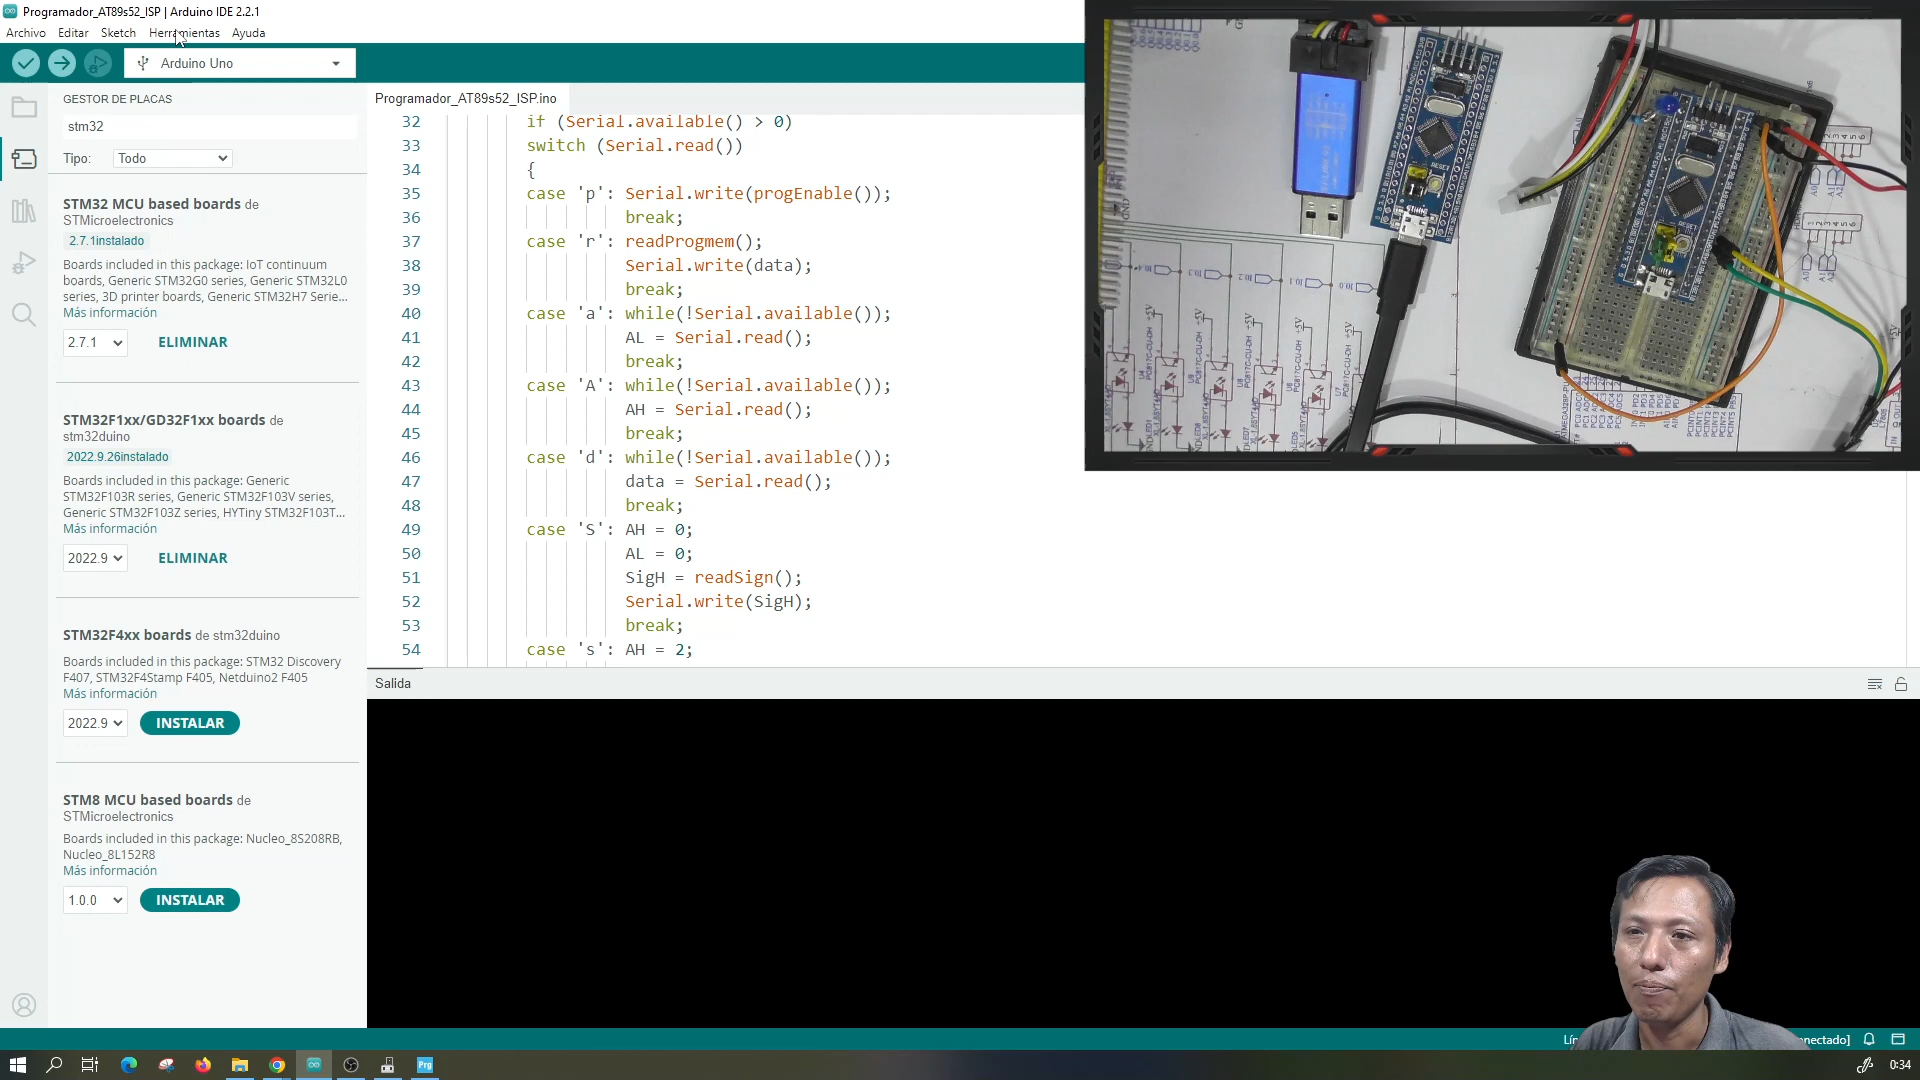 Programador_AT89s52_ISP | Arduino IDE 2.2.1
Archivo Editar Sketch Herramientas Ayuda
Arduino Uno
GESTOR DE PLACAS
stm32
Tipo: Todo
STM32 MCU based boards de
STMicroelectronics
2.7.1instalado
Boards included in this package: IoT continuum
boards, Generic STM32G0 series, Generic STM32L0
series, 3D printer boards, Generic STM32H7 Serie...
Más información
2.7.1 ELIMINAR
STM32F1xx/GD32F1xx boards de
stm32duino
2022.9.26instalado
Boards included in this package: Generic
STM32F103R series, Generic STM32F103V series,
Generic STM32F103Z series, HYTiny STM32F103T...
Más información
2022.9 ELIMINAR
STM32F4xx boards de stm32duino
Boards included in this package: STM32 Discovery
F407, STM32F4Stamp F405, Netduino2 F405
Más información
2022.9 INSTALAR
STM8 MCU based boards de
STMicroelectronics
Boards included in this package: Nucleo_8S208RB,
Nucleo_8L152R8
Más información
1.0.0 INSTALAR
Programador_AT89s52_ISP.ino
32 if (Serial.available() > 0)
33 switch (Serial.read())
34 {
35 case 'p': Serial.write(progEnable());
36 break;
37 case 'r': readProgmem();
38 Serial.write(data);
39 break;
40 case 'a': while(!Serial.available());
41 AL = Serial.read();
42 break;
43 case 'A': while(!Serial.available());
44 AH = Serial.read();
45 break;
46 case 'd': while(!Serial.available());
47 data = Serial.read();
48 break;
49 case 'S': AH = 0;
50 AL = 0;
51 SigH = readSign();
52 Serial.write(SigH);
53 break;
54 case 's': AH = 2;
Salida
RESET
GND
+5V
+5V
+5V
+5V
+5V
nectado]
Prg
0:34